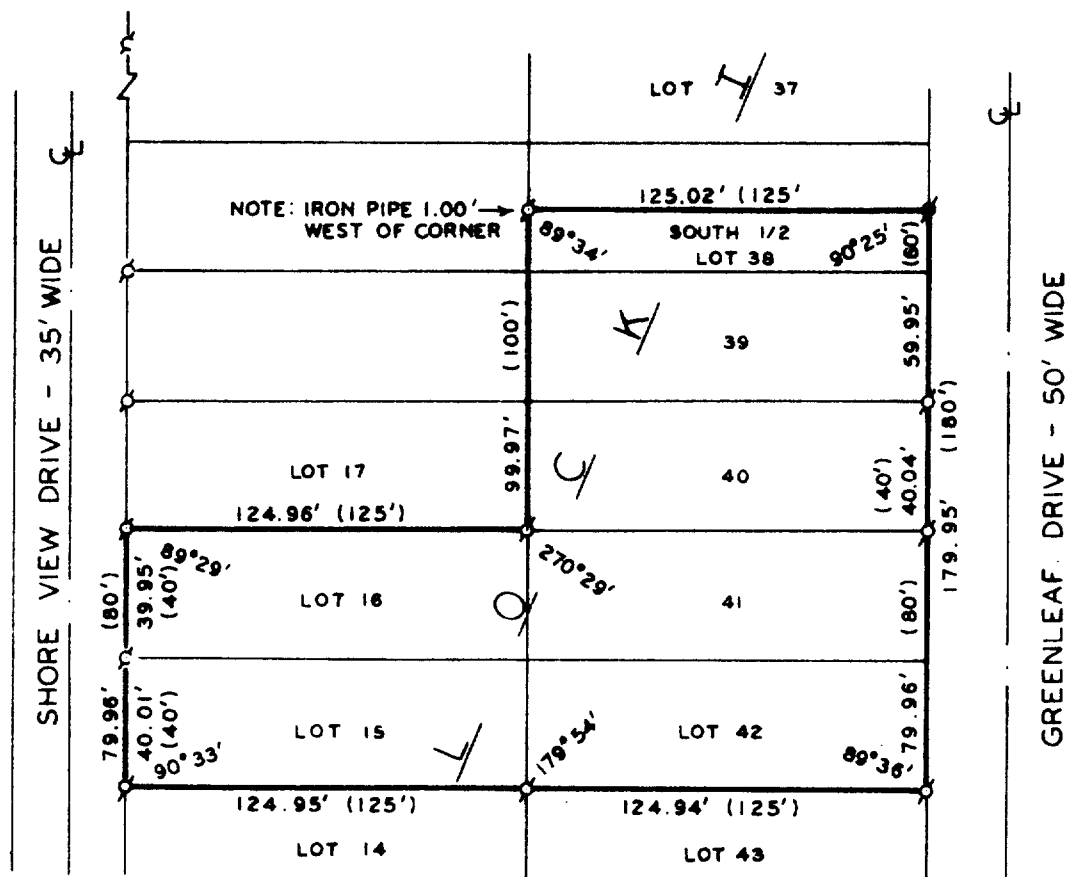 LOT I 37
℄
℄
125.02' (125'
NOTE: IRON PIPE 1.00'
WEST OF CORNER
89°34'
SOUTH 1/2
LOT 38
90°25'
(60')
SHORE VIEW DRIVE - 35' WIDE
GREENLEAF DRIVE - 50' WIDE
(100')
K
39
59.95'
(180')
179.95'
99.97'
LOT 17
C
40
(40')
40.04'
124.96' (125')
89°29'
270°29'
(80')
39.95'
(40')
LOT 16
O
41
(80')
79.96'
40.01'
(40')
LOT 15
L
179°54'
LOT 42
79.96'
90°33'
89°36'
124.95' (125')
124.94' (125')
LOT 14
LOT 43